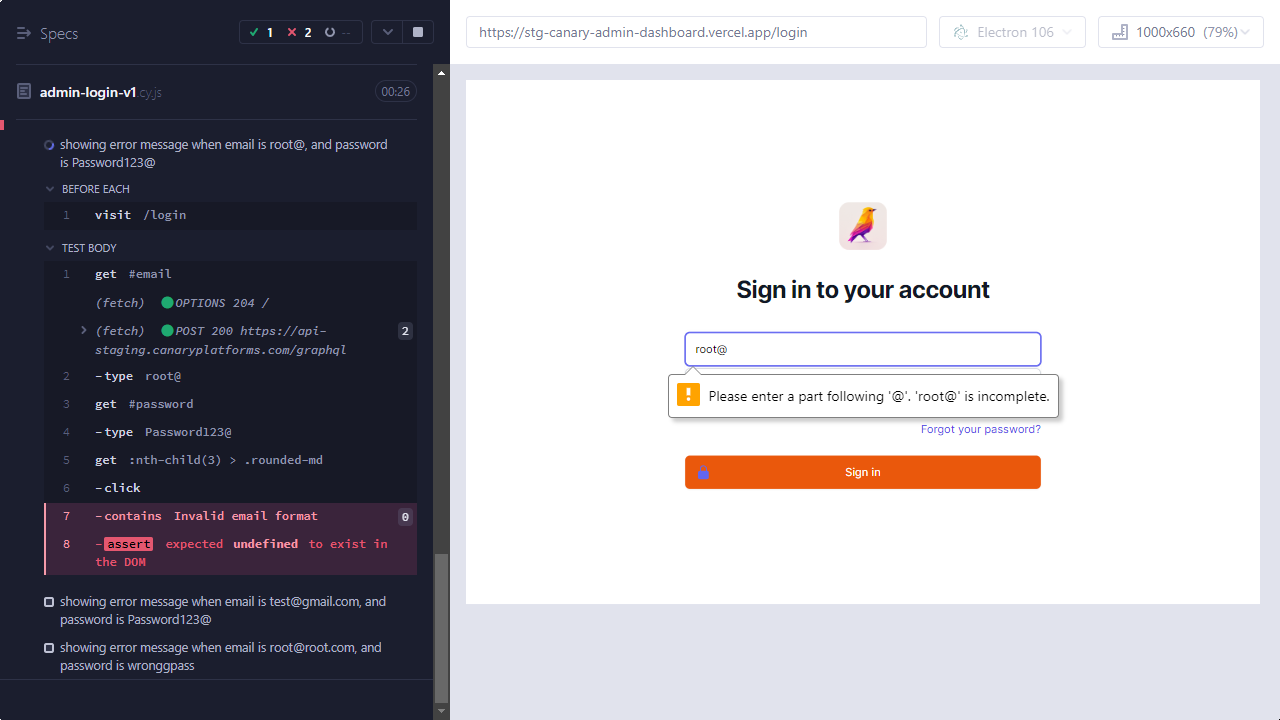 Specs
1
2
--
https://stg-canary-admin-dashboard.vercel.app/login
Electron 106
1000x660 (79%)
admin-login-v1.cy.js
00:26
showing error message when email is root@, and password
is Password123@
BEFORE EACH
1 visit /login
TEST BODY
1 get #email
(fetch) OPTIONS 204 /
(fetch) POST 200 https://api-
staging.canaryplatforms.com/graphql
2
2 -type root@
3 get #password
4 -type Password123@
5 get :nth-child(3) > .rounded-md
6 -click
7 -contains Invalid email format 0
8 -assert expected undefined to exist in
the DOM
showing error message when email is test@gmail.com, and
password is Password123@
showing error message when email is root@root.com, and
password is wronggpass
Sign in to your account
root@
! Please enter a part following '@'. 'root@' is incomplete.
Forgot your password?
Sign in